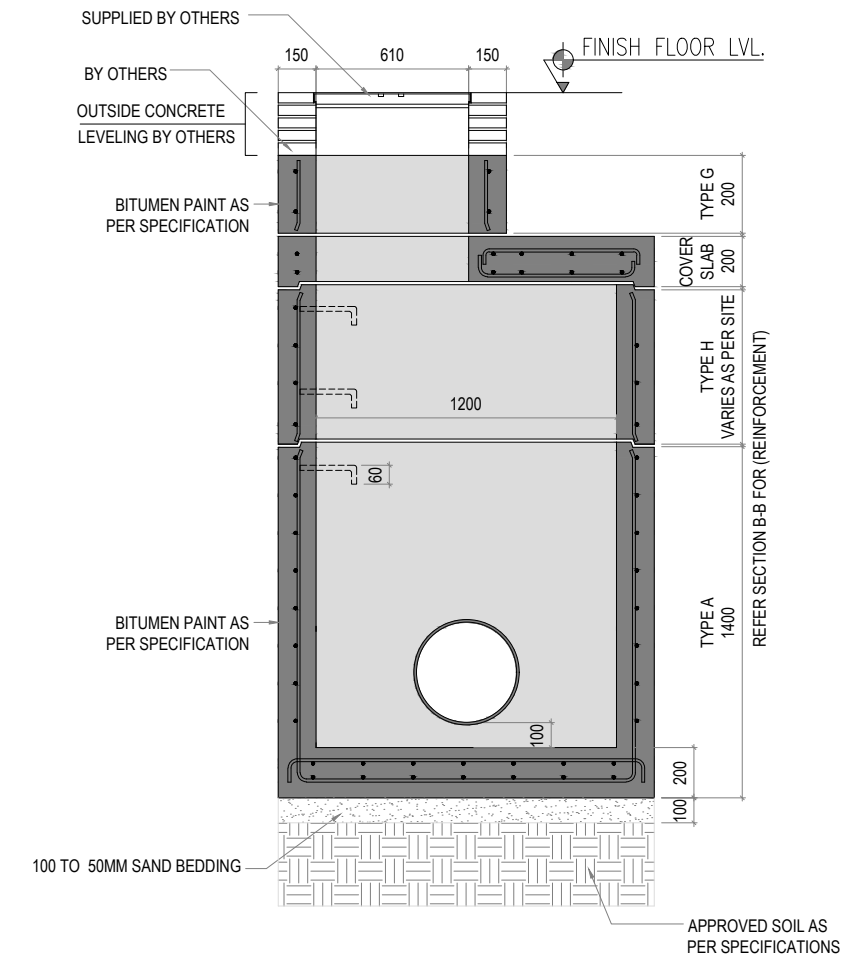 SUPPLIED BY OTHERS
150
610
150
FINISH FLOOR LVL.
BY OTHERS
OUTSIDE CONCRETE
LEVELING BY OTHERS
BITUMEN PAINT AS
PER SPECIFICATION
TYPE G
200
COVER
SLAB
200
TYPE H
VARIES AS PER SITE
1200
60
REFER SECTION B-B FOR (REINFORCEMENT)
BITUMEN PAINT AS
PER SPECIFICATION
TYPE A
1400
100
200
100
100 TO 50MM SAND BEDDING
APPROVED SOIL AS
PER SPECIFICATIONS